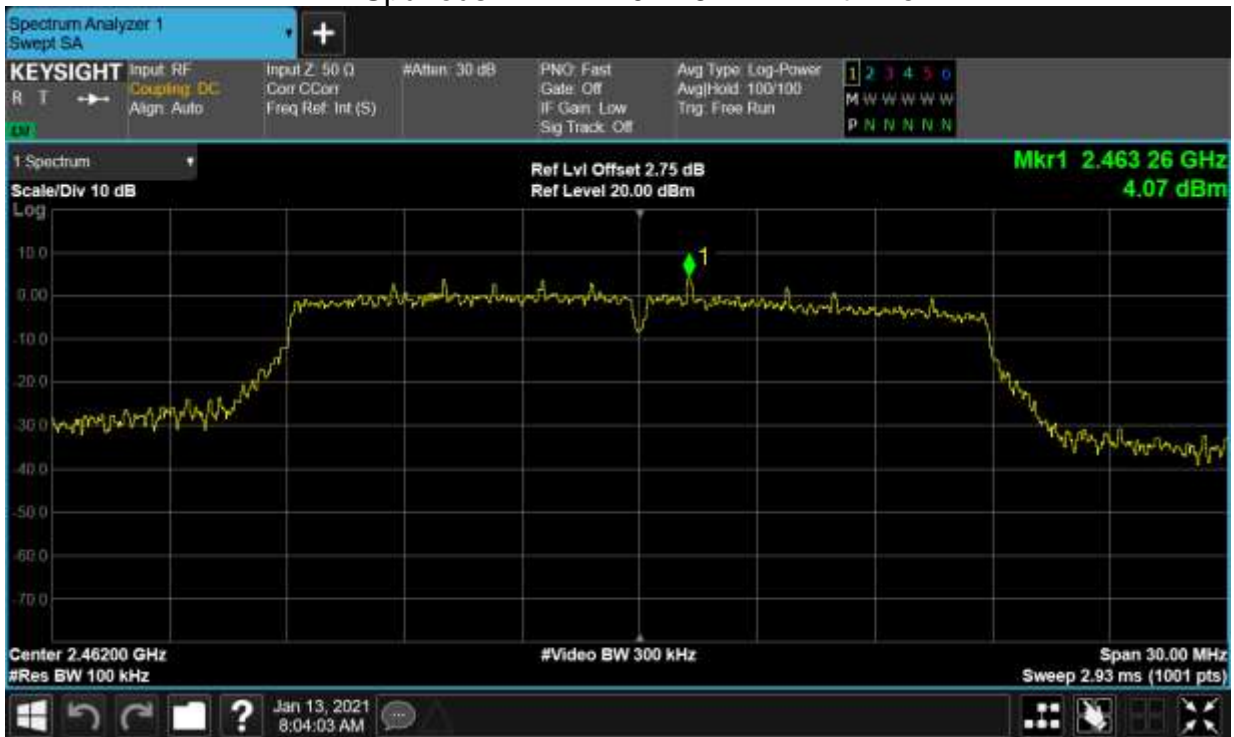 Spectrum Analyzer 1
Swept SA
KEYSIGHT
R T
Input: RF
Coupling: DC
Align: Auto
Input Z: 50 Ω
Corr CCorr
Freq Ref: Int (S)
#Atten: 30 dB
PNO: Fast
Gate: Off
IF Gain: Low
Sig Track: Off
Avg Type: Log-Power
Avg|Hold: 100/100
Trig: Free Run
1 2 3 4 5 6
M W W W W W
P N N N N N
1 Spectrum
Scale/Div 10 dB
Log
Ref Lvl Offset 2.75 dB
Ref Level 20.00 dBm
Mkr1 2.463 26 GHz
4.07 dBm
1
10.0
0.00
-10.0
-20.0
-30.0
-40.0
-50.0
-60.0
-70.0
Center 2.46200 GHz
#Res BW 100 kHz
#Video BW 300 kHz
Span 30.00 MHz
Sweep 2.93 ms (1001 pts)
?
Jan 13, 2021
8:04:03 AM